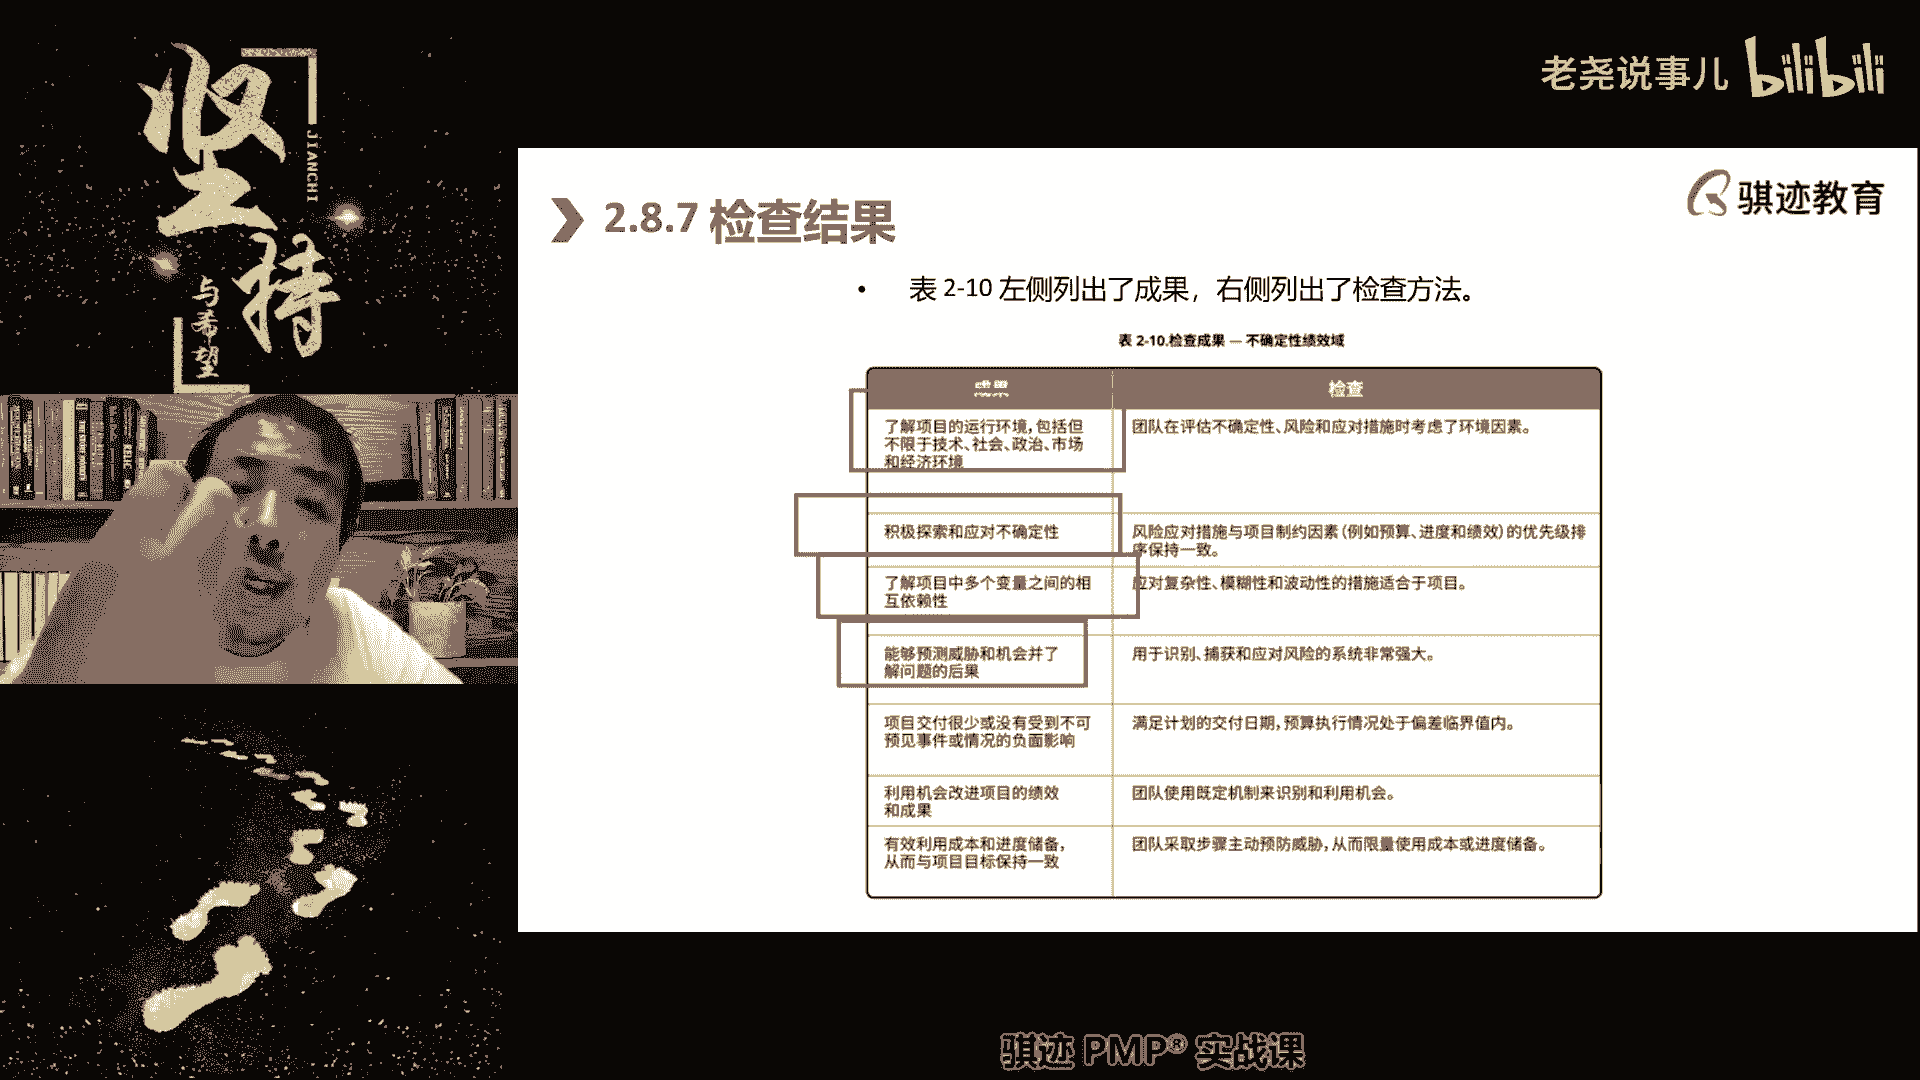 坚持
JIANCHI
与希望
老尧说事儿 bilibili
骐迹教育
2.8.7 检查结果
• 表 2-10 左侧列出了成果，右侧列出了检查方法。
表 2-10.检查成果 — 不确定性绩效域
成果
检查
了解项目的运行环境，包括但
不限于技术、社会、政治、市场
和经济环境
团队在评估不确定性、风险和应对措施时考虑了环境因素。
积极探索和应对不确定性
风险应对措施与项目制约因素（例如预算、进度和绩效）的优先级排
序保持一致。
了解项目中多个变量之间的相
互依赖性
应对复杂性、模糊性和波动性的措施适合于项目。
能够预测威胁和机会并了
解问题的后果
用于识别、捕获和应对风险的系统非常强大。
项目交付很少或没有受到不可
预见事件或情况的负面影响
满足计划的交付日期，预算执行情况处于偏差临界值内。
利用机会改进项目的绩效
和成果
团队使用既定机制来识别和利用机会。
有效利用成本和进度储备，
从而与项目目标保持一致
团队采取步骤主动预防威胁，从而限量使用成本或进度储备。
骐迹 PMP® 实战课